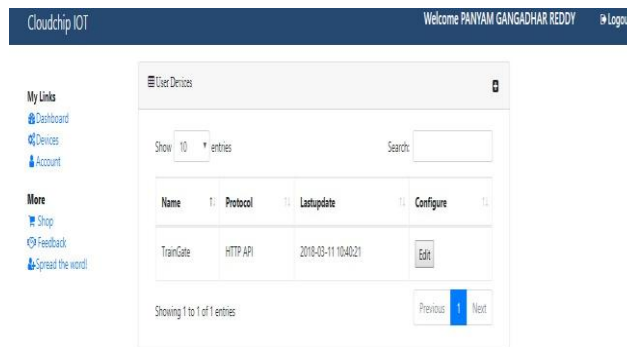 Cloudchip IOT
Welcome PANYAM GANGADHAR REDDY
Logou
My Links
Dashboard
Devices
Account
More
Shop
Feedback
Spread the word!
User Devices
Show 10 entries
Search:
Name Protocol Lastupdate Configure
TrainGate HTTP API 2018-03-11 10:40:21 Edit
Showing 1 to 1 of 1 entries
Previous 1 Next